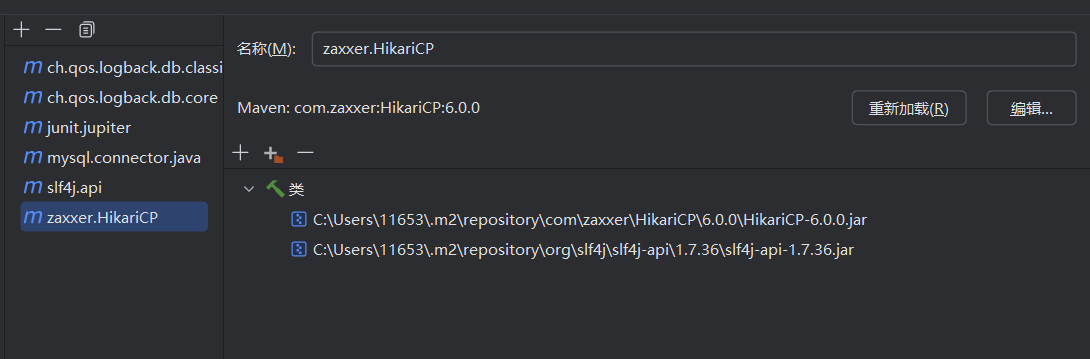 ch.qos.logback.db.classi
ch.qos.logback.db.core
junit.jupiter
mysql.connector.java
slf4j.api
zaxxer.HikariCP
名称(M): zaxxer.HikariCP
Maven: com.zaxxer:HikariCP:6.0.0
重新加载(R) 编辑...
类
C:\Users\11653\.m2\repository\com\zaxxer\HikariCP\6.0.0\HikariCP-6.0.0.jar
C:\Users\11653\.m2\repository\org\slf4j\slf4j-api\1.7.36\slf4j-api-1.7.36.jar